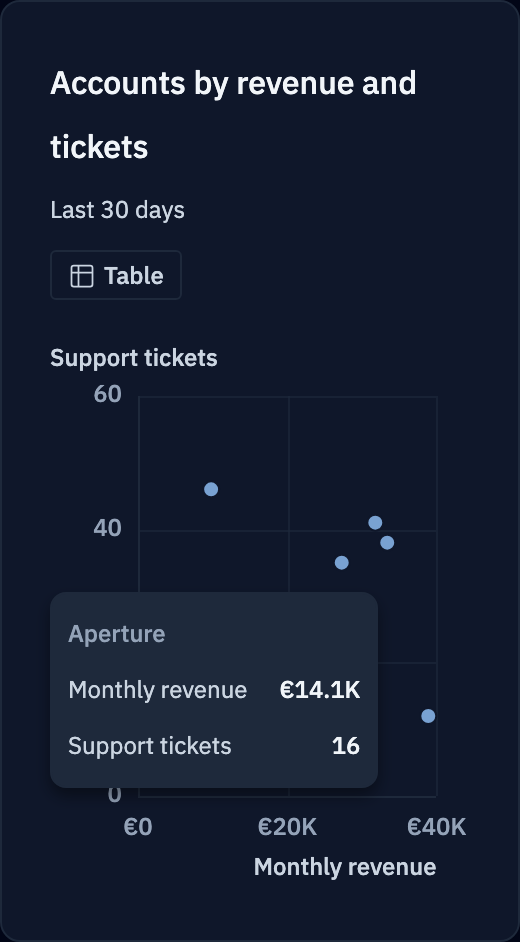 Accounts by revenue and
tickets
Last 30 days
Table
Support tickets
60
40
Aperture
Monthly revenue €14.1K
Support tickets 16
0
€0 €20K €40K
Monthly revenue